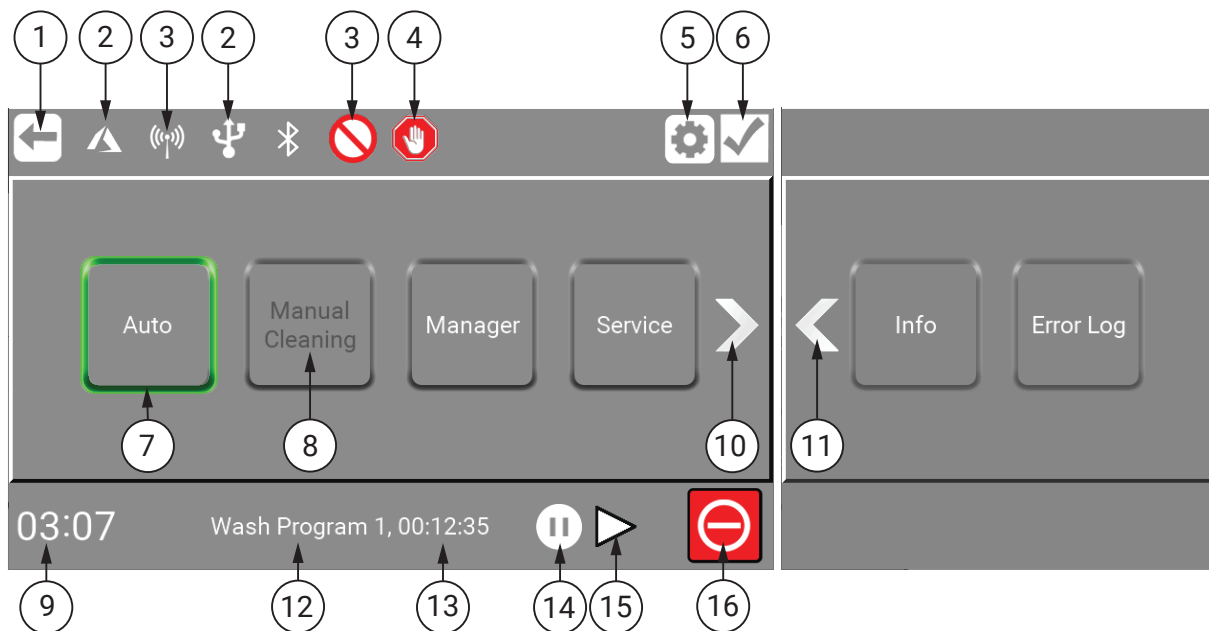 1 2 3 2 3 4 5 6
Auto
Manual
Cleaning
Manager
Service
Info
Error Log
7 8 10 11
03:07
Wash Program 1, 00:12:35
9 12 13 14 15 16